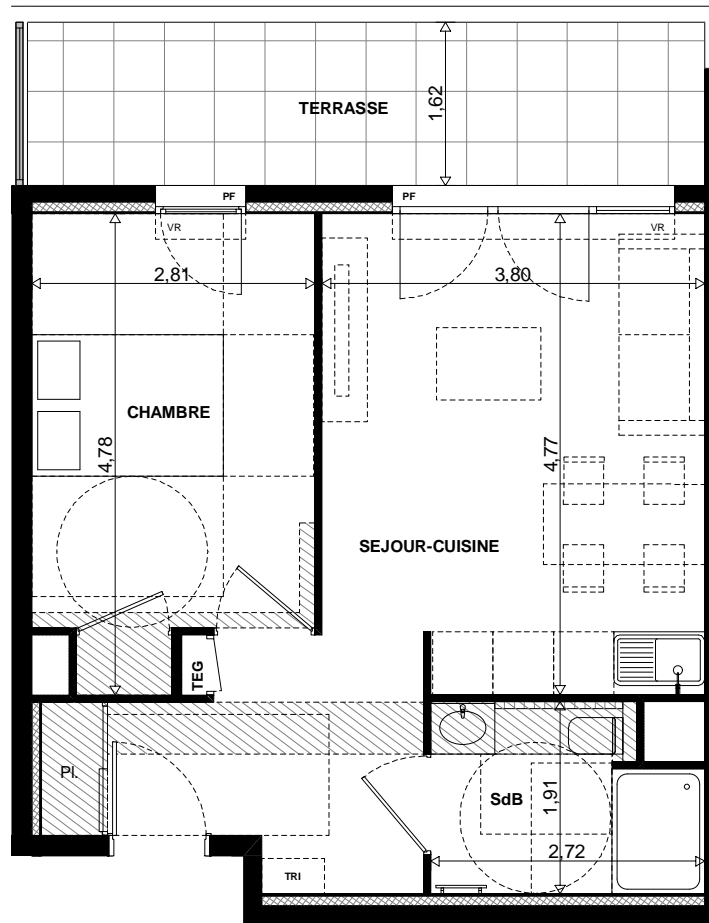 TERRASSE
1,62
PF
PF
VR
VR
2,81
3,80
CHAMBRE
4,78
4,77
SEJOUR-CUISINE
TEG
Pl.
SdB
1,91
2,72
TRI